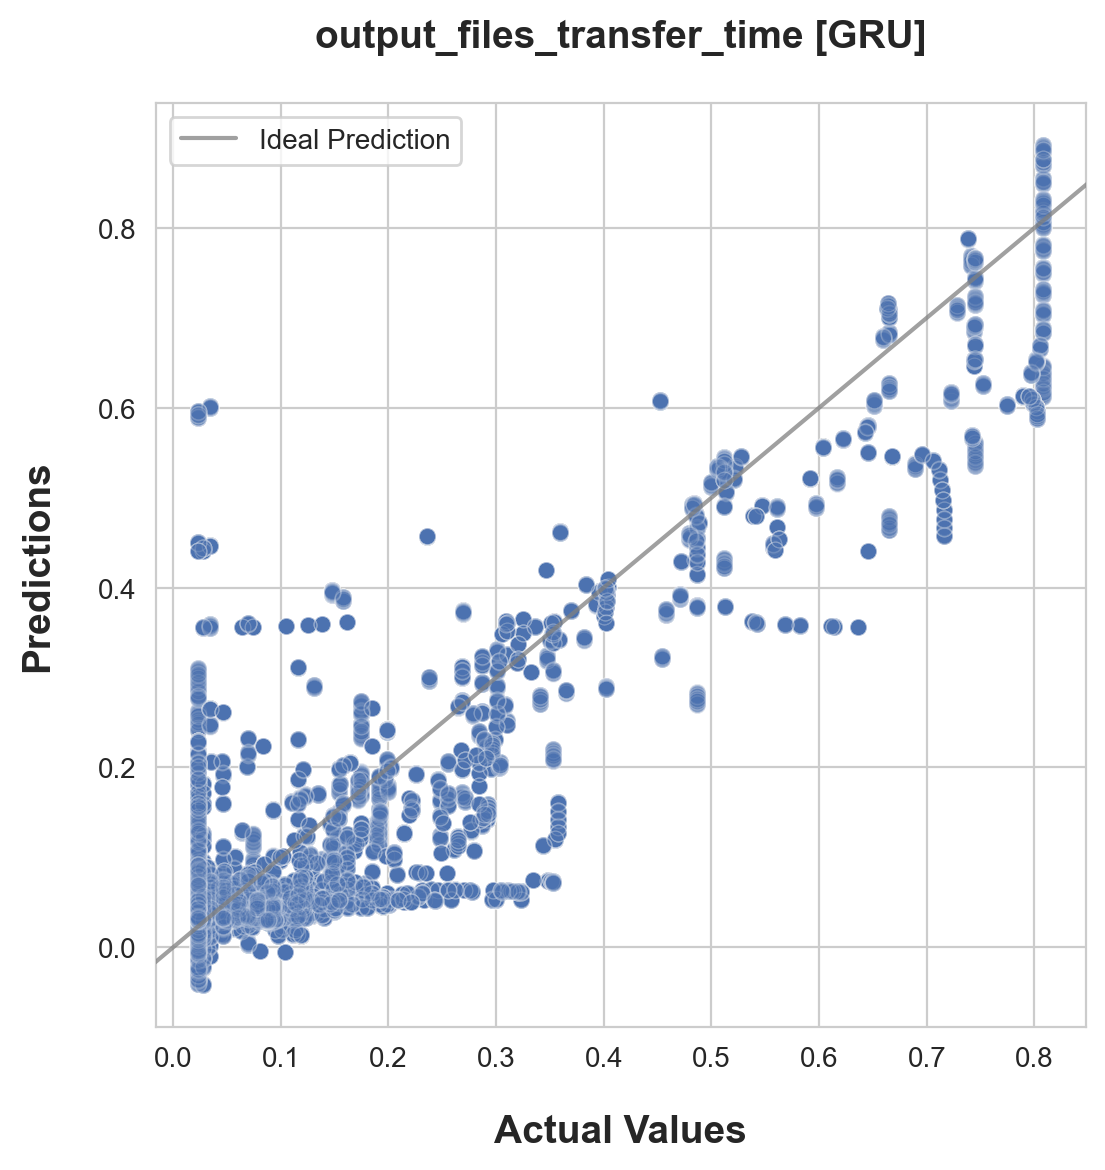 output_files_transfer_time [GRU]
Ideal Prediction
0.8
0.6
0.4
0.2
0.0
Predictions
0.0 0.1 0.2 0.3 0.4 0.5 0.6 0.7 0.8
Actual Values